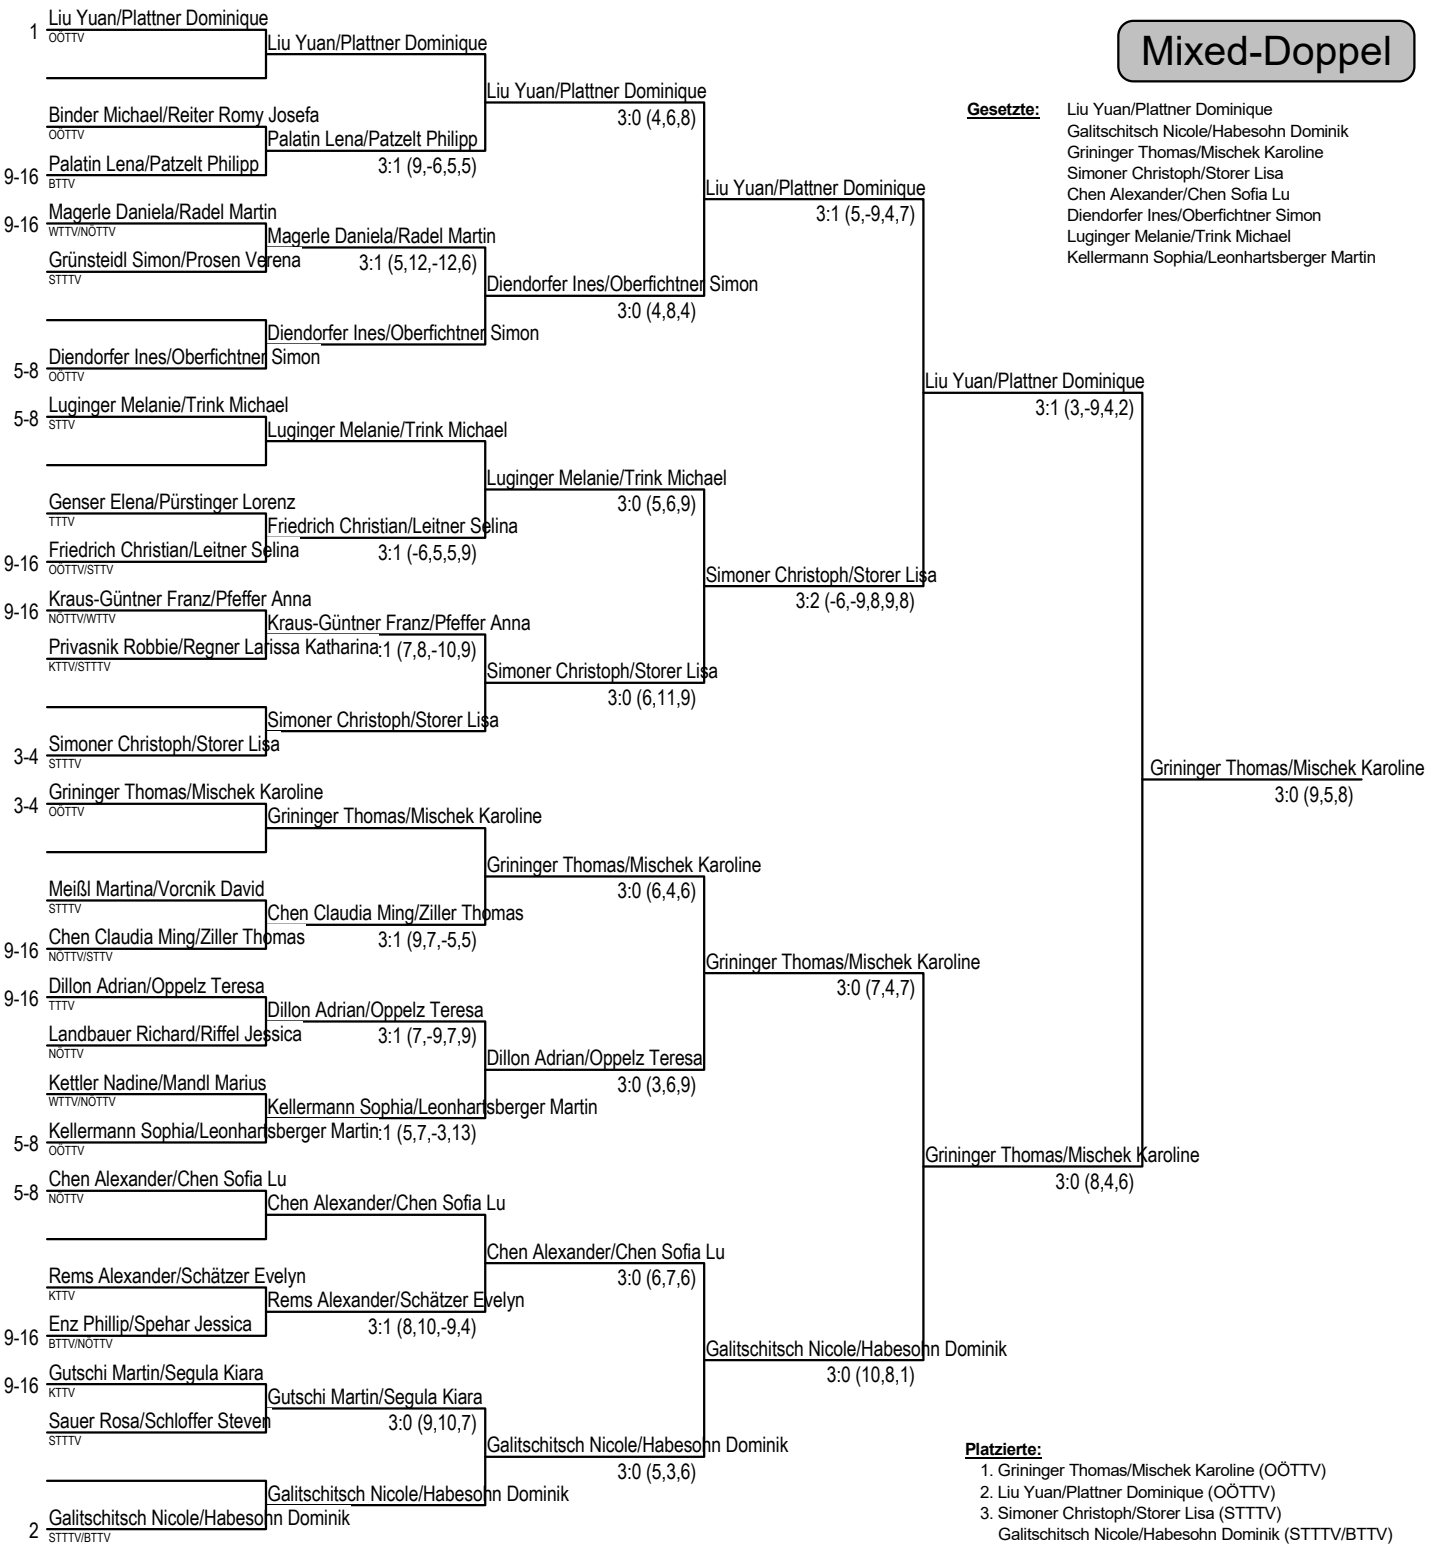 Mixed-Doppel
Gesetzte:
Liu Yuan/Plattner Dominique
Galitschitsch Nicole/Habesohn Dominik
Grininger Thomas/Mischek Karoline
Simoner Christoph/Storer Lisa
Chen Alexander/Chen Sofia Lu
Diendorfer Ines/Oberfichtner Simon
Luginger Melanie/Trink Michael
Kellermann Sophia/Leonhartsberger Martin
1 Liu Yuan/Plattner Dominique
OÖTTV
Binder Michael/Reiter Romy Josefa
OÖTTV
9-16 Palatin Lena/Patzelt Philipp
BTTV
9-16 Magerle Daniela/Radel Martin
WTTV/NÖTTV
Grünsteidl Simon/Prosen Verena
STTTV
5-8 Diendorfer Ines/Oberfichtner Simon
OÖTTV
5-8 Luginger Melanie/Trink Michael
STTV
Genser Elena/Pürstinger Lorenz
TTTV
9-16 Friedrich Christian/Leitner Selina
OÖTTV/STTV
9-16 Kraus-Güntner Franz/Pfeffer Anna
NÖTTV/WTTV
Privasnik Robbie/Regner Larissa Katharina
KTTV/STTTV
3-4 Simoner Christoph/Storer Lisa
STTTV
3-4 Grininger Thomas/Mischek Karoline
OÖTTV
Meißl Martina/Vorcnik David
STTTV
9-16 Chen Claudia Ming/Ziller Thomas
NÖTTV/STTV
9-16 Dillon Adrian/Oppelz Teresa
TTTV
Landbauer Richard/Riffel Jessica
NÖTTV
Kettler Nadine/Mandl Marius
WTTV/NÖTTV
5-8 Kellermann Sophia/Leonhartsberger Martin
OÖTTV
5-8 Chen Alexander/Chen Sofia Lu
NÖTTV
Rems Alexander/Schätzer Evelyn
KTTV
9-16 Enz Phillip/Spehar Jessica
BTTV/NÖTTV
9-16 Gutschi Martin/Segula Kiara
KTTV
Sauer Rosa/Schloffer Steven
STTTV
2 Galitschitsch Nicole/Habesohn Dominik
STTTV/BTTV
Liu Yuan/Plattner Dominique
Palatin Lena/Patzelt Philipp
3:1 (9,-6,5,5)
Magerle Daniela/Radel Martin
3:1 (5,12,-12,6)
Diendorfer Ines/Oberfichtner Simon
Luginger Melanie/Trink Michael
Friedrich Christian/Leitner Selina
3:1 (-6,5,5,9)
Kraus-Güntner Franz/Pfeffer Anna
:1 (7,8,-10,9)
Simoner Christoph/Storer Lisa
Grininger Thomas/Mischek Karoline
Chen Claudia Ming/Ziller Thomas
3:1 (9,7,-5,5)
Dillon Adrian/Oppelz Teresa
3:1 (7,-9,7,9)
Kellermann Sophia/Leonhartsberger Martin
:1 (5,7,-3,13)
Chen Alexander/Chen Sofia Lu
Rems Alexander/Schätzer Evelyn
3:1 (8,10,-9,4)
Gutschi Martin/Segula Kiara
3:0 (9,10,7)
Galitschitsch Nicole/Habesohn Dominik
Liu Yuan/Plattner Dominique
3:0 (4,6,8)
Diendorfer Ines/Oberfichtner Simon
3:0 (4,8,4)
Luginger Melanie/Trink Michael
3:0 (5,6,9)
Simoner Christoph/Storer Lisa
3:0 (6,11,9)
Grininger Thomas/Mischek Karoline
3:0 (6,4,6)
Dillon Adrian/Oppelz Teresa
3:0 (3,6,9)
Chen Alexander/Chen Sofia Lu
3:0 (6,7,6)
Galitschitsch Nicole/Habesohn Dominik
3:0 (5,3,6)
Liu Yuan/Plattner Dominique
3:1 (5,-9,4,7)
Simoner Christoph/Storer Lisa
3:2 (-6,-9,8,9,8)
Grininger Thomas/Mischek Karoline
3:0 (7,4,7)
Galitschitsch Nicole/Habesohn Dominik
3:0 (10,8,1)
Liu Yuan/Plattner Dominique
3:1 (3,-9,4,2)
Grininger Thomas/Mischek Karoline
3:0 (8,4,6)
Grininger Thomas/Mischek Karoline
3:0 (9,5,8)
Platzierte:
1. Grininger Thomas/Mischek Karoline (OÖTTV)
2. Liu Yuan/Plattner Dominique (OÖTTV)
3. Simoner Christoph/Storer Lisa (STTTV)
Galitschitsch Nicole/Habesohn Dominik (STTTV/BTTV)